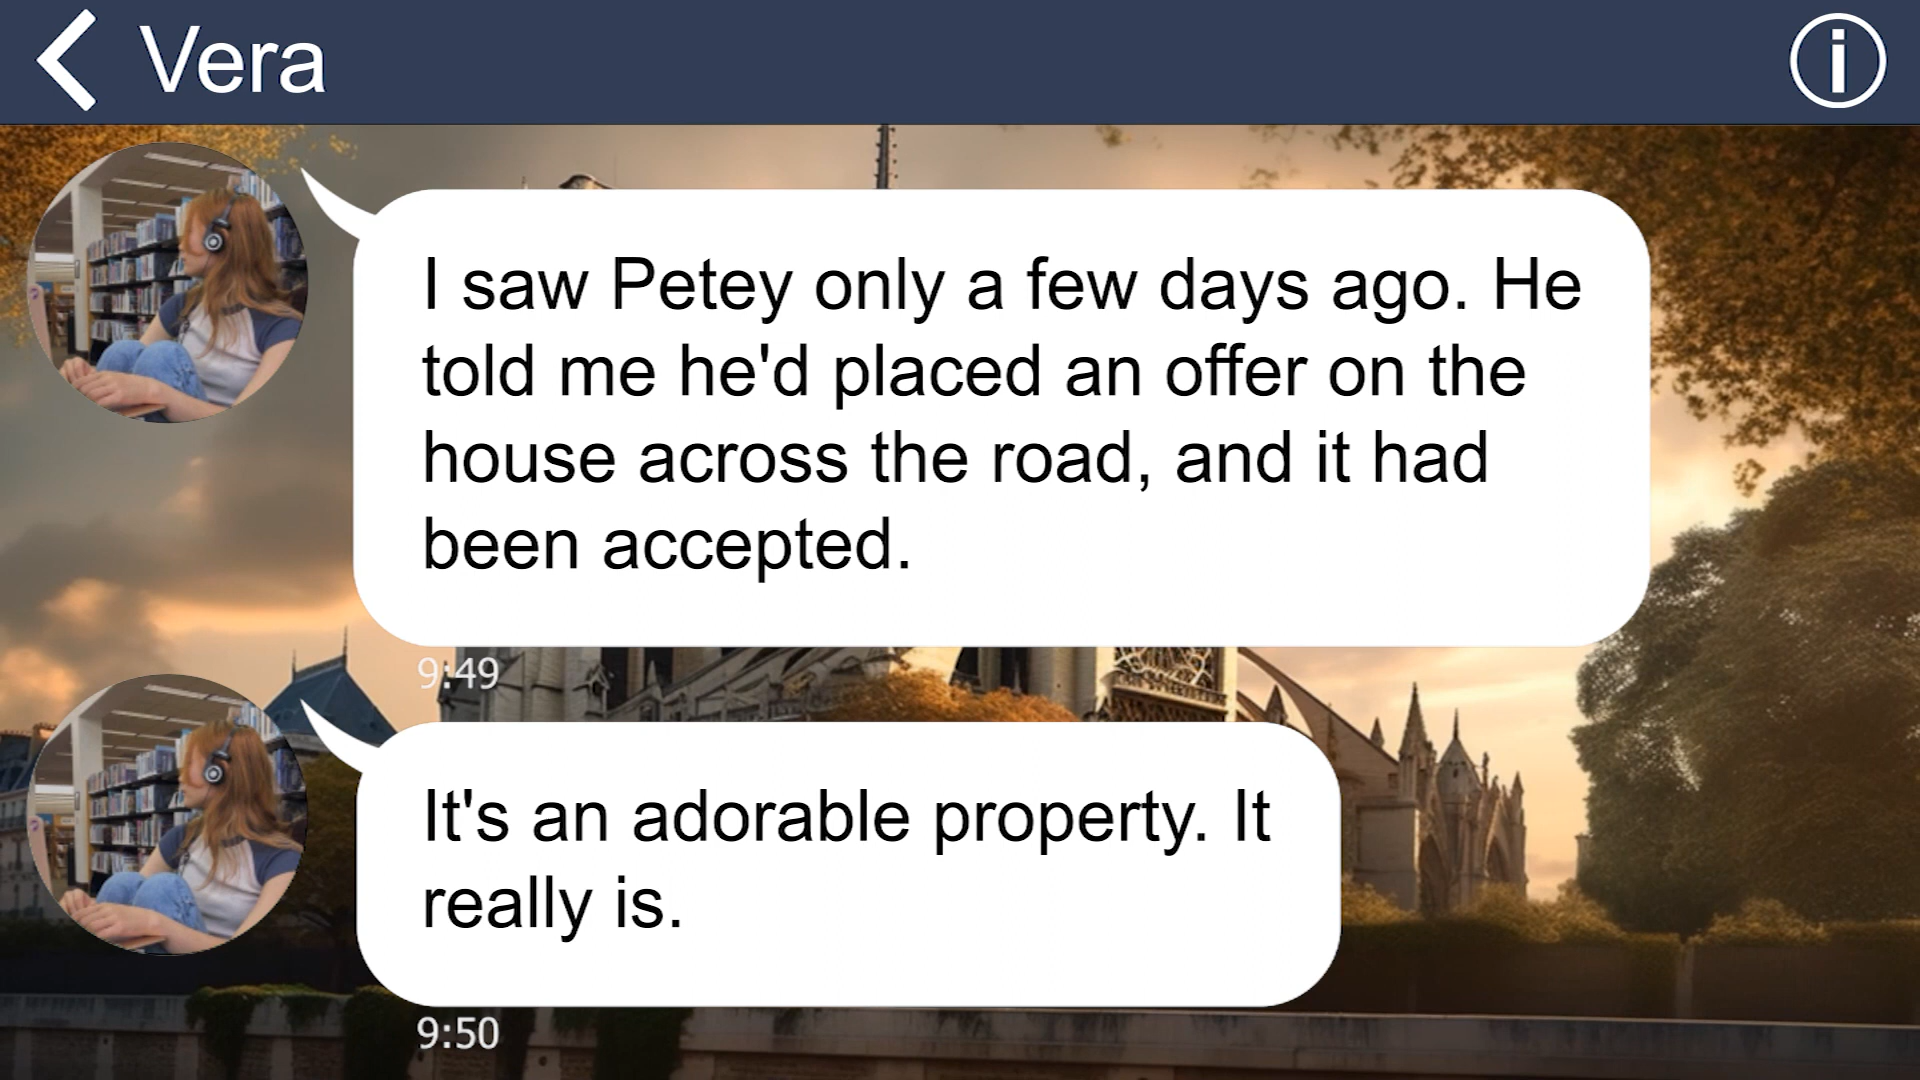 Vera
I saw Petey only a few days ago. He
told me he'd placed an offer on the
house across the road, and it had
been accepted.
9:49
It's an adorable property. It
really is.
9:50